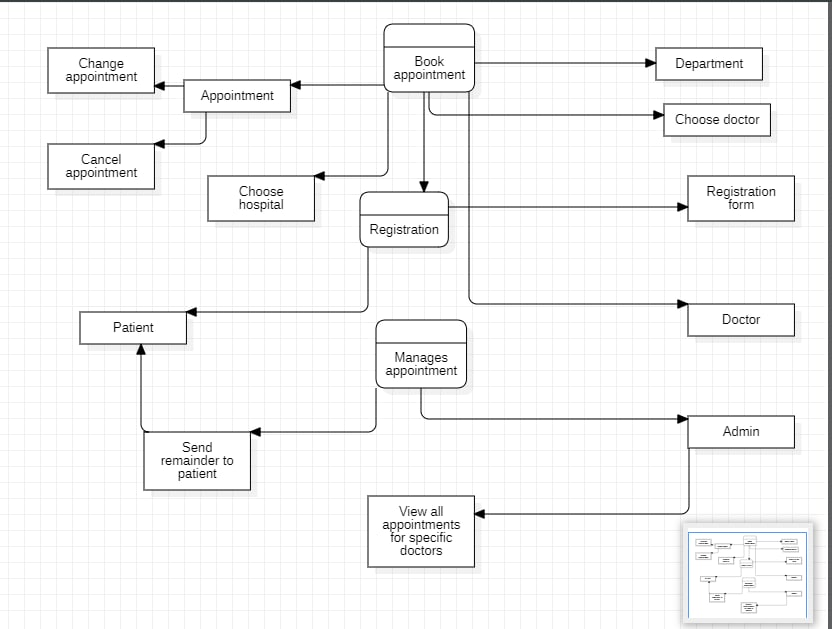 Book
appointment
Change
appointment
Appointment
Department
Choose doctor
Cancel
appointment
Choose
hospital
Registration
form
Registration
Patient
Doctor
Manages
appointment
Admin
Send
remainder to
patient
View all
appointments
for specific
doctors